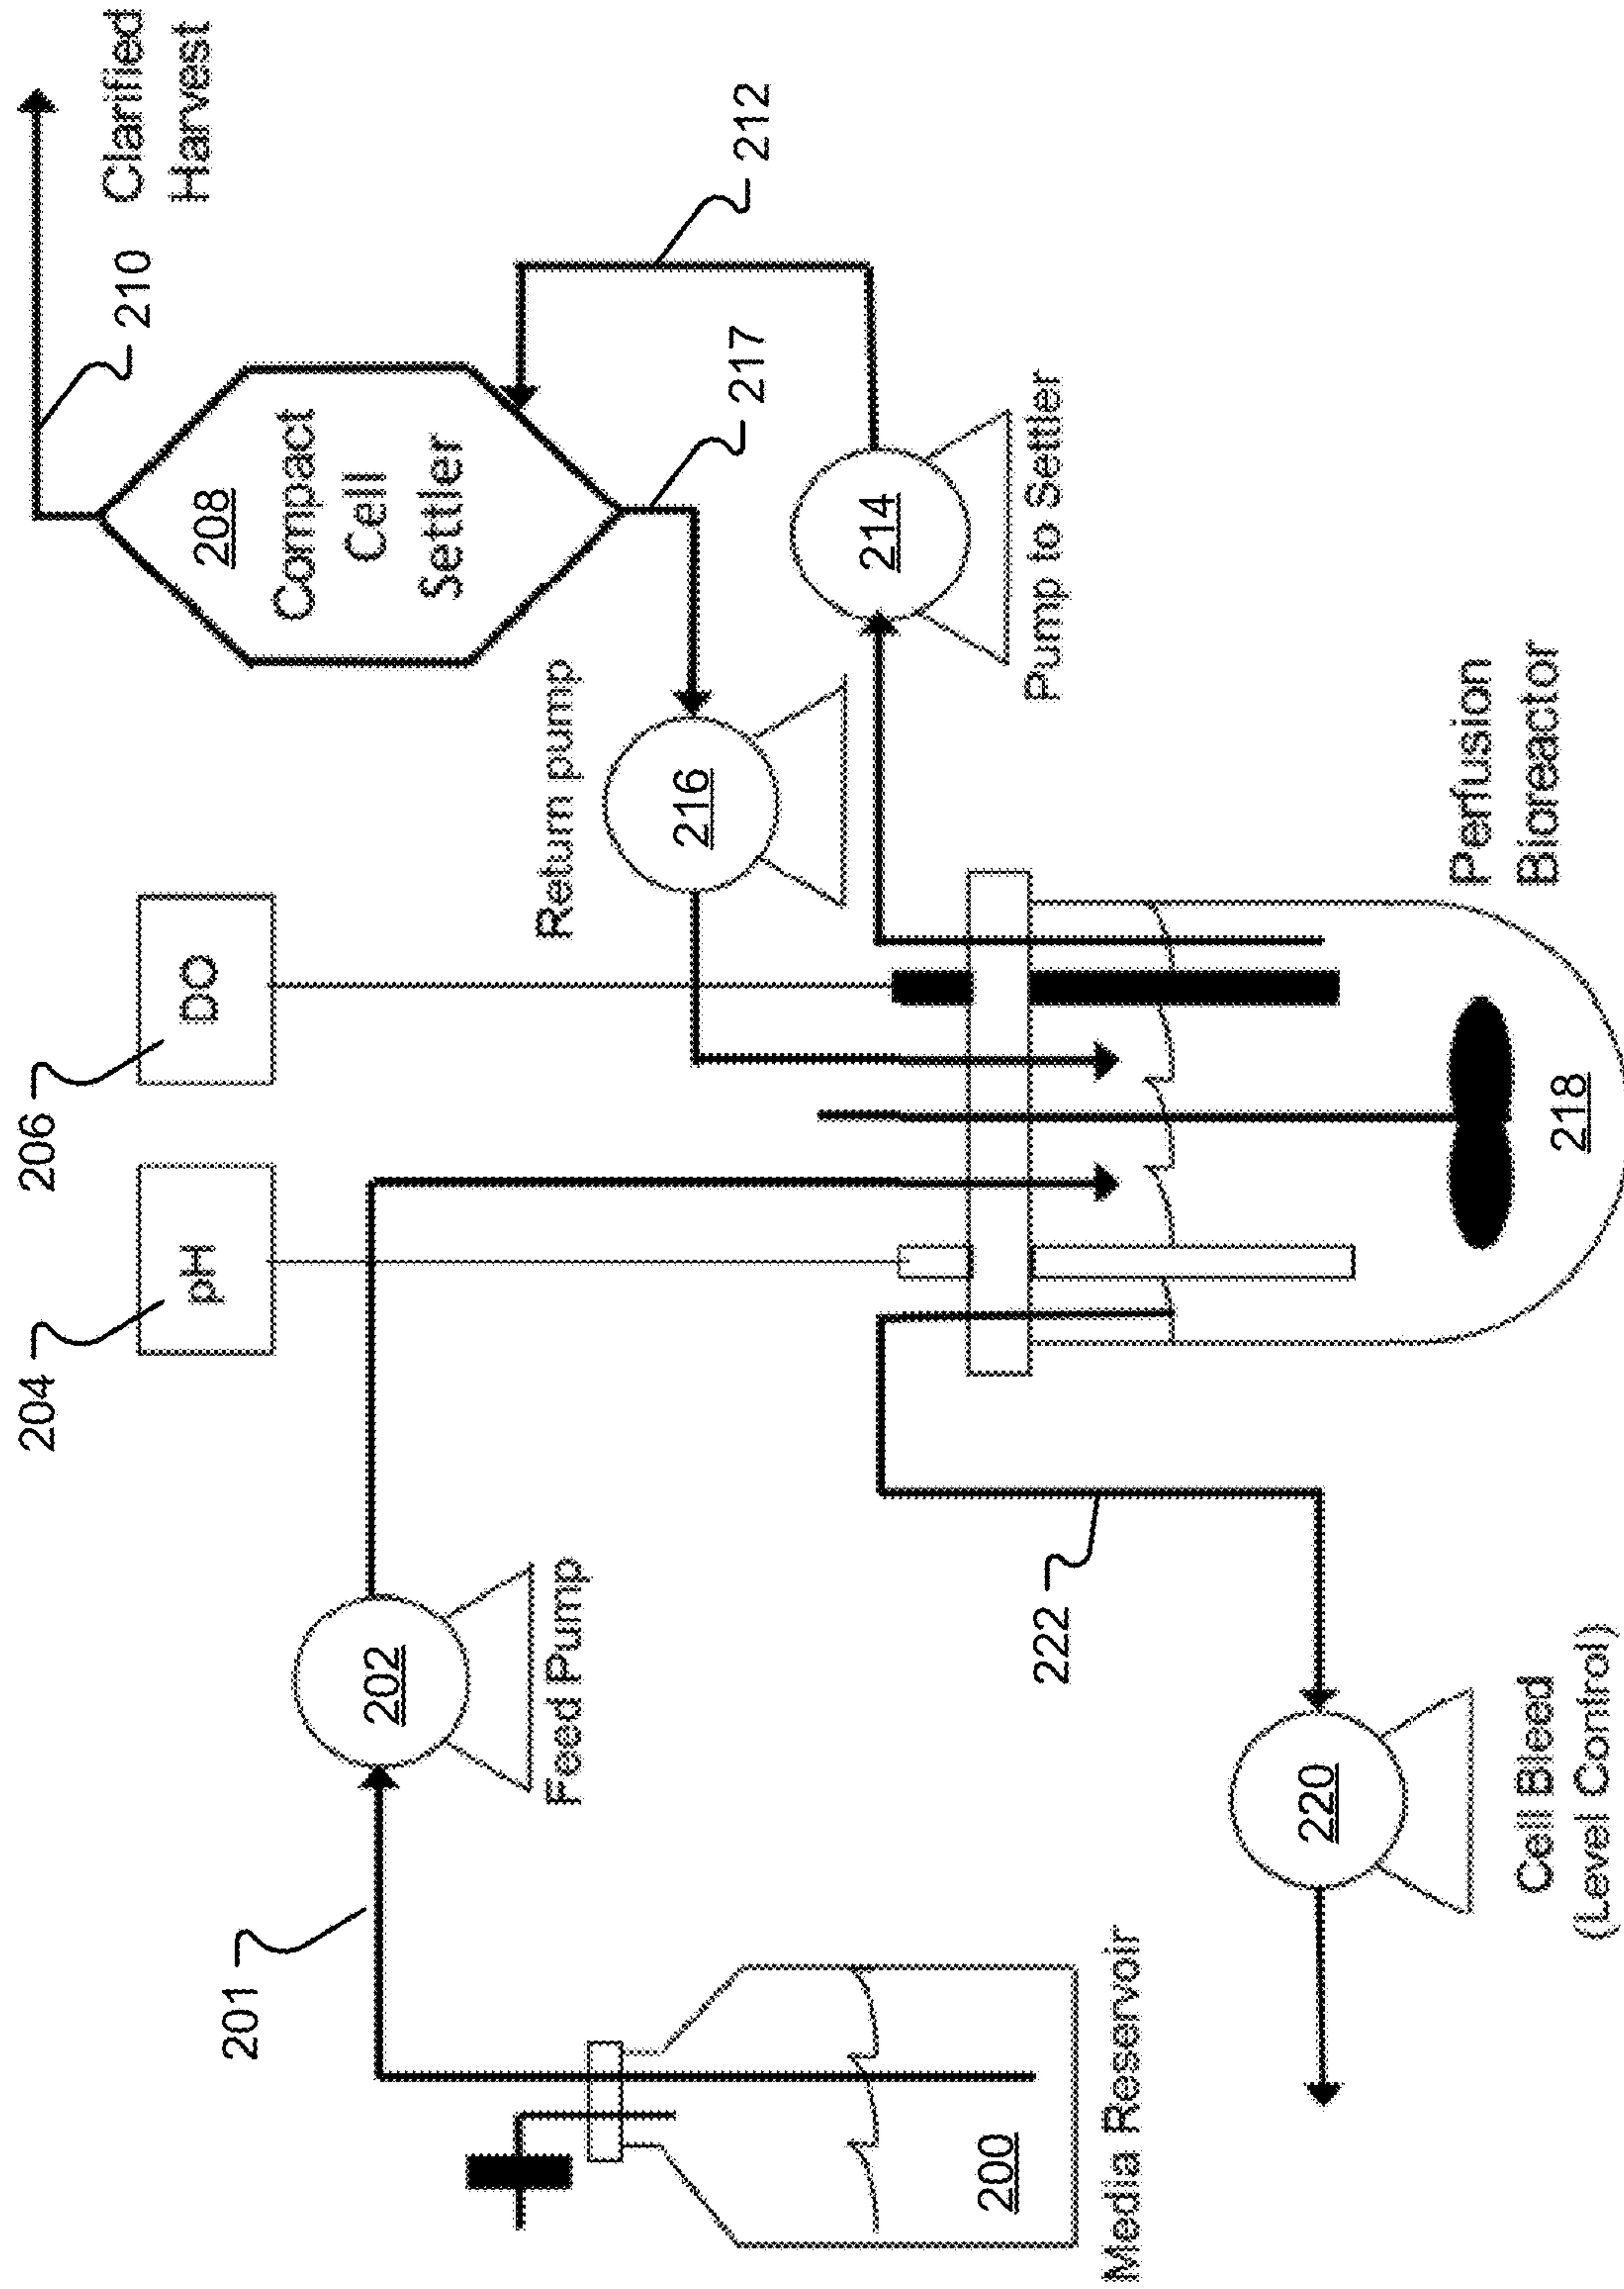 204
206
pH
DO
210
Clarified
Harvest
208
Compact
Cell
Settler
201
202
Feed Pump
Return pump
216
217
212
214
Pump to Settler
200
Media Reservoir
222
220
Cell Bleed
(Level Control)
218
Perfusion
Bioreactor